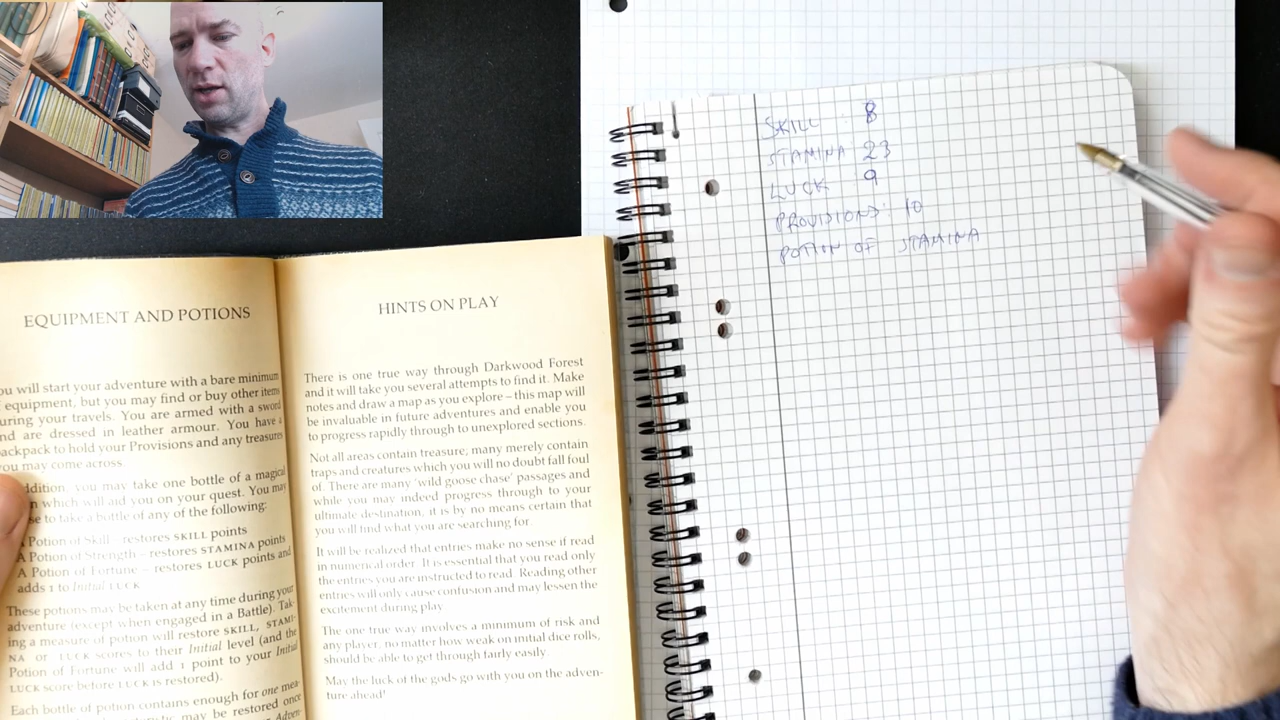 EQUIPMENT AND POTIONS
ou will start your adventure with a bare minimum
f equipment, but you may find or buy other items
uring your travels. You are armed with a sword
nd are dressed in leather armour. You have a
ackpack to hold your Provisions and any treasures
you may come across.
ddition, you may take one bottle of a magical
n which will aid you on your quest. You may
se to take a bottle of any of the following:
A Potion of Skill – restores SKILL points
A Potion of Strength – restores STAMINA points
A Potion of Fortune – restores LUCK points and
adds 1 to Initial LUCK
These potions may be taken at any time during your
adventure (except when engaged in a Battle). Tak-
ing a measure of potion will restore SKILL, STAMI-
NA or LUCK scores to their Initial level (and the
Potion of Fortune will add 1 point to your Initial
LUCK score before LUCK is restored).
Each bottle of potion contains enough for one mea-
may be restored once
HINTS ON PLAY
There is one true way through Darkwood Forest
and it will take you several attempts to find it. Make
notes and draw a map as you explore – this map will
be invaluable in future adventures and enable you
to progress rapidly through to unexplored sections.
Not all areas contain treasure, many merely contain
traps and creatures which you will no doubt fall foul
of. There are many 'wild goose chase' passages and
while you may indeed progress through to your
ultimate destination, it is by no means certain that
you will find what you are searching for.
It will be realized that entries make no sense if read
in numerical order. It is essential that you read only
the entries you are instructed to read. Reading other
entries will only cause confusion and may lessen the
excitement during play.
The one true way involves a minimum of risk and
any player, no matter how weak on initial dice rolls,
should be able to get through fairly easily.
May the luck of the gods go with you on the adven-
ture ahead!
SKILL : 8
STAMINA 23
LUCK 9
PROVISIONS: 10
POTION OF STAMINA